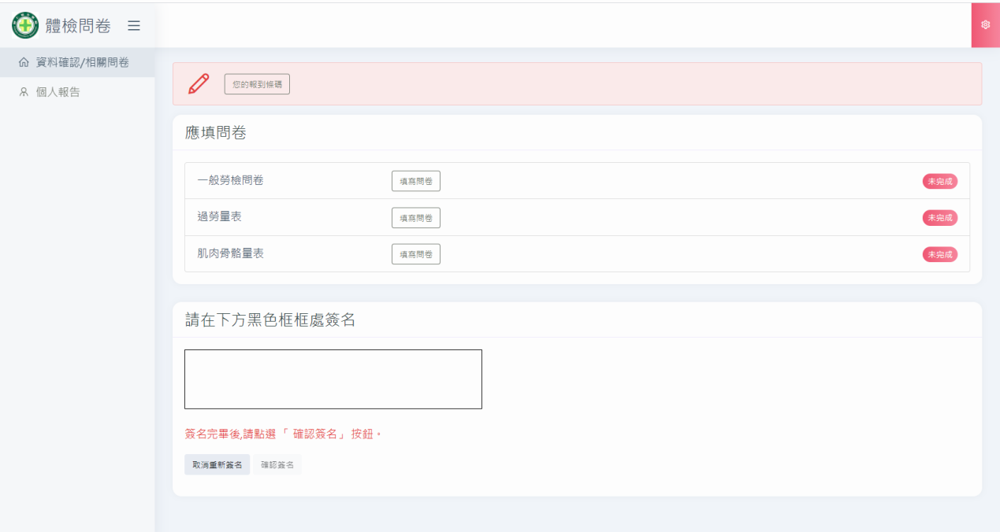 體檢問卷
資料確認/相關問卷
個人報告
您的報到條碼
應填問卷
一般勞檢問卷 填寫問卷 未完成
過勞量表 填寫問卷 未完成
肌肉骨骼量表 填寫問卷 未完成
請在下方黑色框框處簽名
簽名完畢後,請點選「 確認簽名」 按鈕。
取消重新簽名 確認簽名